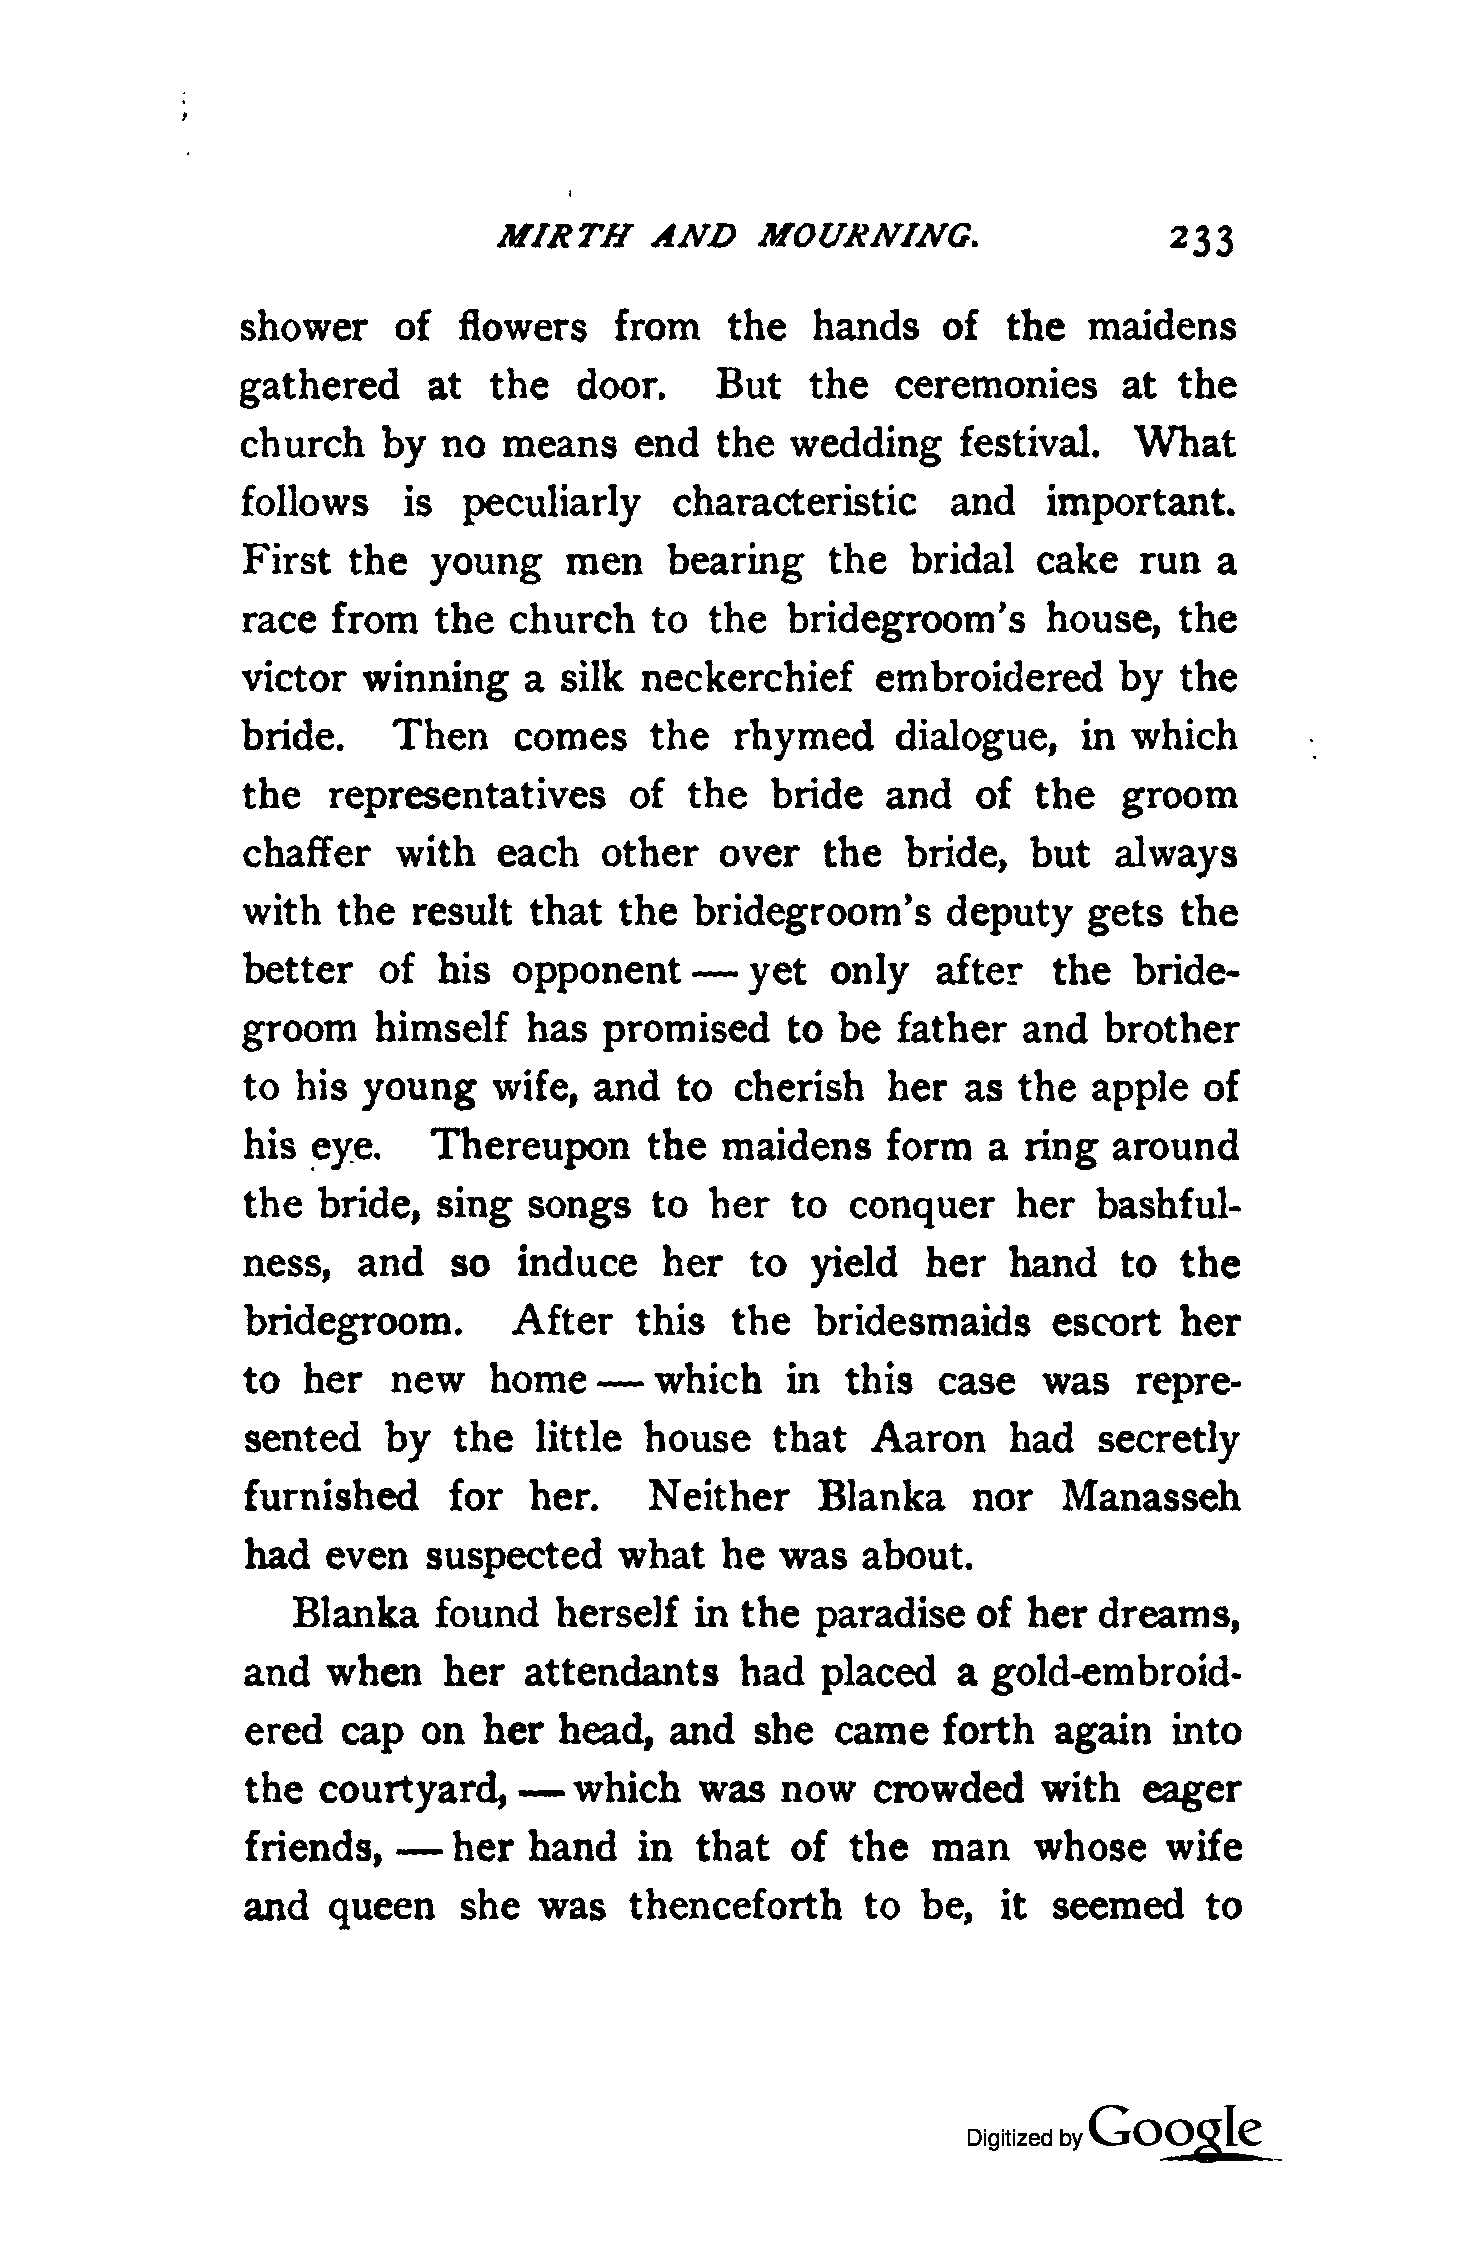 MIRTH AND MOURNING. 233
shower of flowers from the hands of the maidens
gathered at the door. But the ceremonies at the
church by no means end the wedding festival. What
follows is peculiarly characteristic and important.
First the young men bearing the bridal cake run a
race from the church to the bridegroom's house, the
victor winning a silk neckerchief embroidered by the
bride. Then comes the rhymed dialogue, in which
the representatives of the bride and of the groom
chaffer with each other over the bride, but always
with the result that the bridegroom's deputy gets the
better of his opponent — yet only after the bride-
groom himself has promised to be father and brother
to his young wife, and to cherish her as the apple of
his eye. Thereupon the maidens form a ring around
the bride, sing songs to her to conquer her bashful-
ness, and so induce her to yield her hand to the
bridegroom. After this the bridesmaids escort her
to her new home — which in this case was repre-
sented by the little house that Aaron had secretly
furnished for her. Neither Blanka nor Manasseh
had even suspected what he was about.
Blanka found herself in the paradise of her dreams,
and when her attendants had placed a gold-embroid-
ered cap on her head, and she came forth again into
the courtyard, — which was now crowded with eager
friends, — her hand in that of the man whose wife
and queen she was thenceforth to be, it seemed to
Digitized by Google